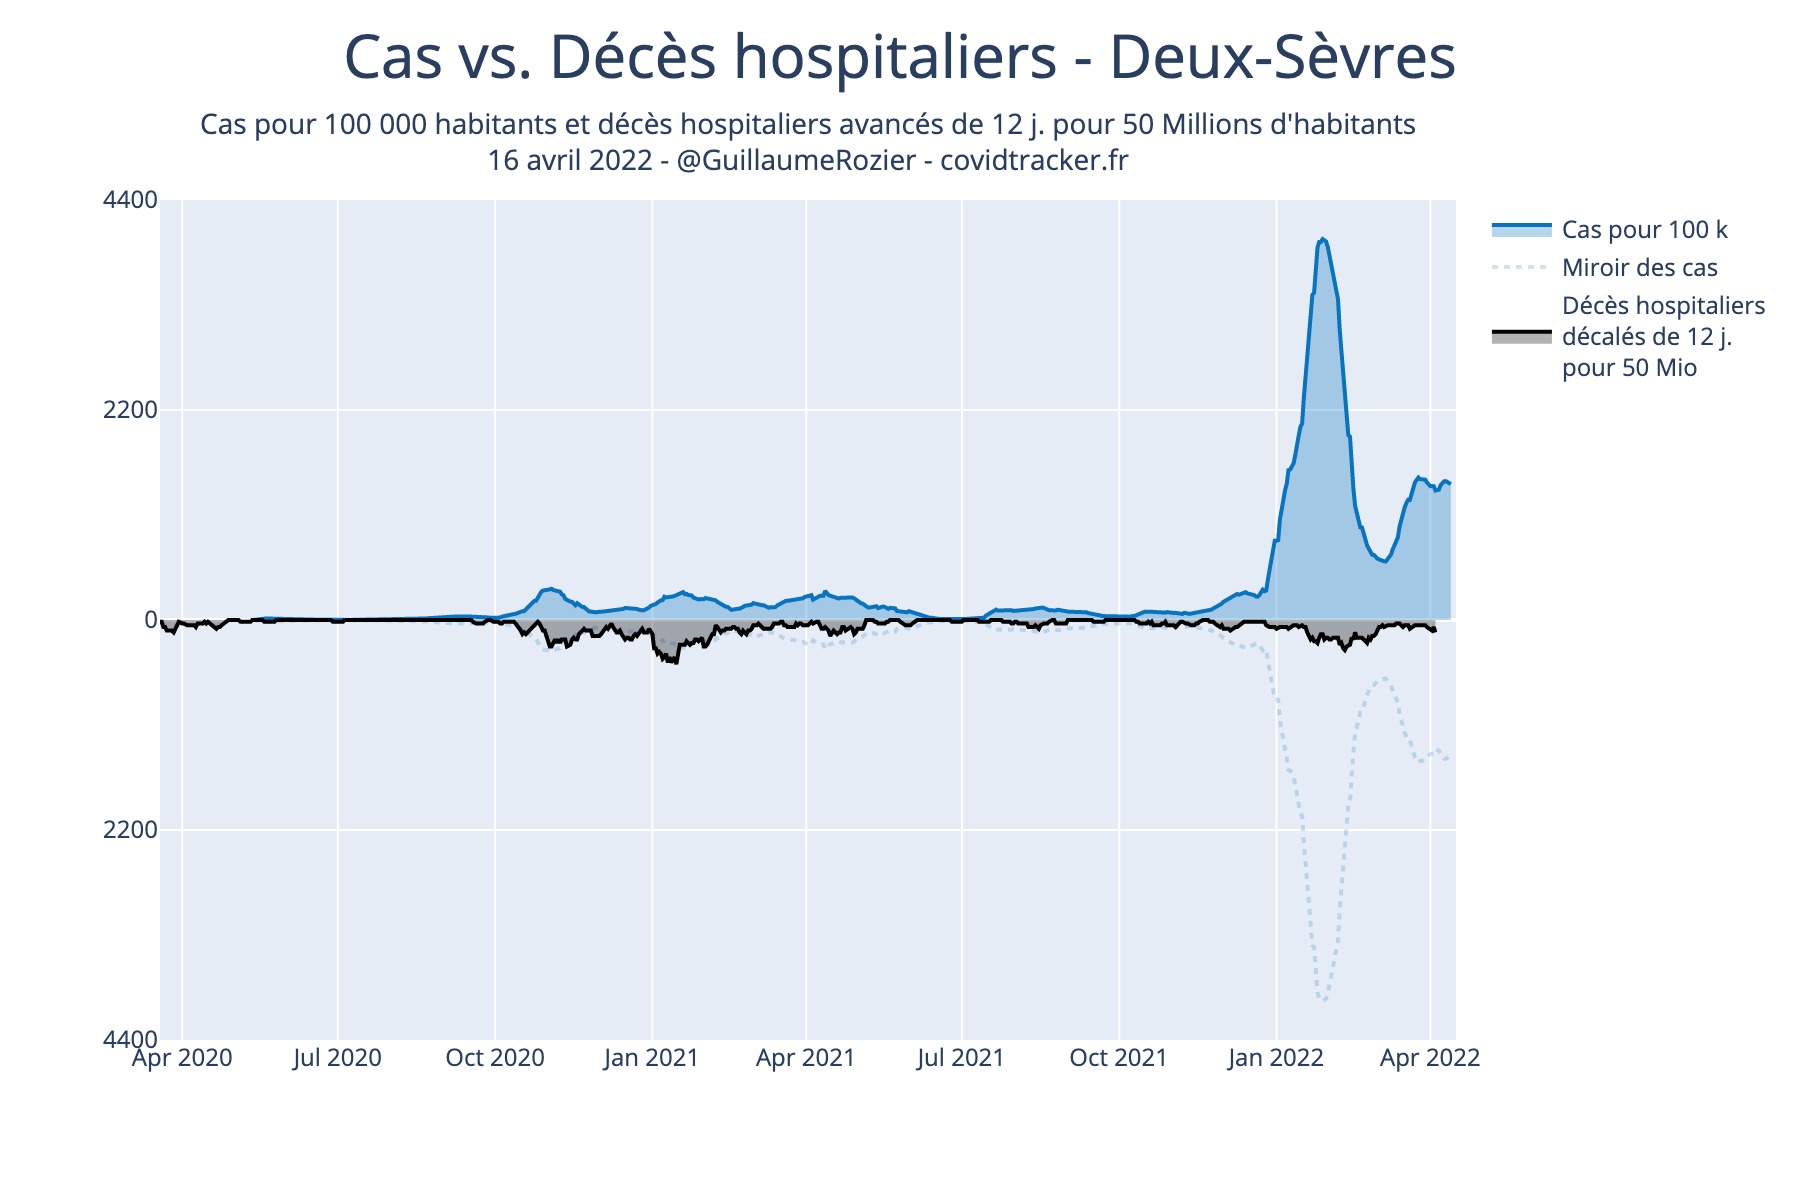 Cas vs. Décès hospitaliers - Deux-Sèvres
Cas pour 100 000 habitants et décès hospitaliers avancés de 12 j. pour 50 Millions d'habitants
16 avril 2022 - @GuillaumeRozier - covidtracker.fr
4400
2200
0
2200
4400
Apr 2020
Jul 2020
Oct 2020
Jan 2021
Apr 2021
Jul 2021
Oct 2021
Jan 2022
Apr 2022
Cas pour 100 k
Miroir des cas
Décès hospitaliers
décalés de 12 j.
pour 50 Mio